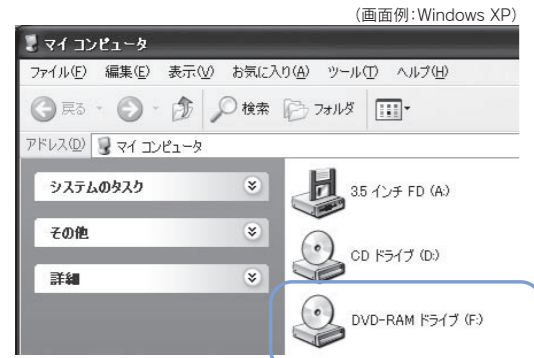 (画面例:Windows XP)
マイ コンピュータ
ファイル(F) 編集(E) 表示(V) お気に入り(A) ツール(T) ヘルプ(H)
戻る 検索 フォルダ
アドレス(D) マイ コンピュータ
システムのタスク
その他
詳細
3.5 インチ FD (A:)
CD ドライブ (D:)
DVD-RAM ドライブ (F:)